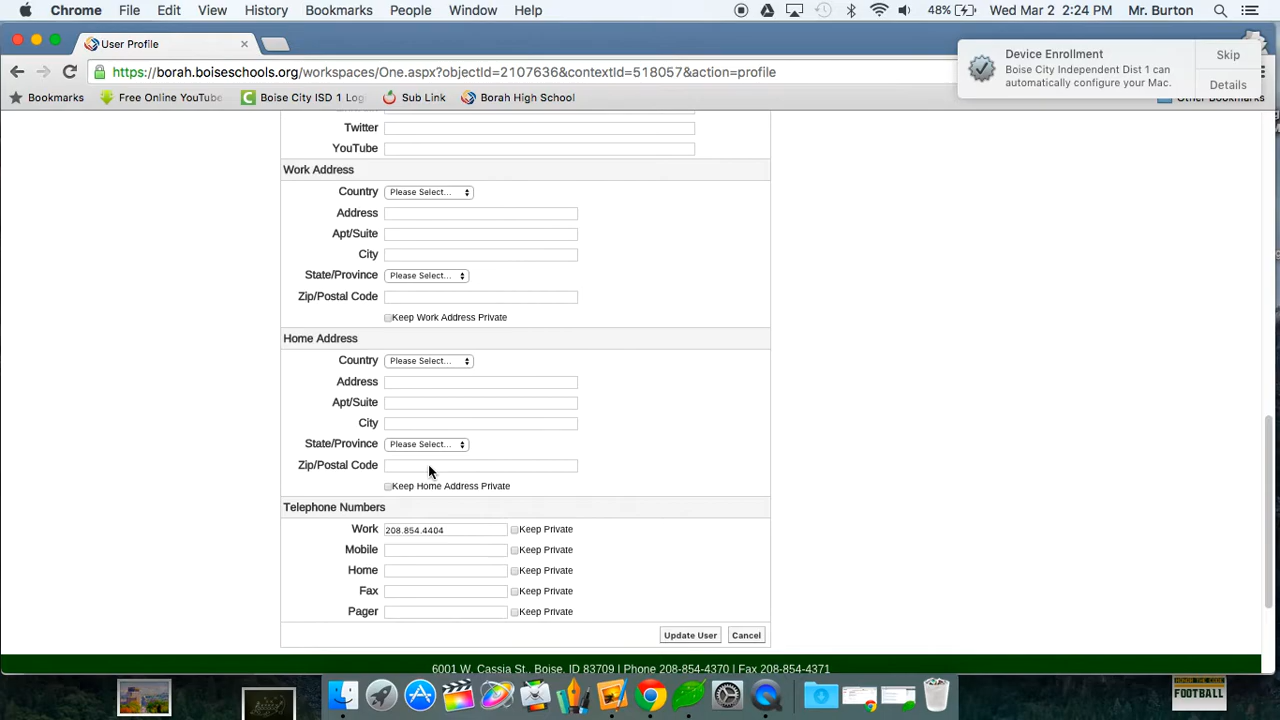 Chrome File Edit View History Bookmarks People Window Help 48% Wed Mar 2 2:24 PM Mr. Burton
User Profile
Device Enrollment
Boise City Independent Dist 1 can
automatically configure your Mac.
Skip
Details
https://borah.boiseschools.org/workspaces/One.aspx?objectId=2107636&contextId=518057&action=profile
Bookmarks Free Online YouTube Boise City ISD 1 Log Sub Link Borah High School Other Bookmarks
Twitter
YouTube
Work Address
Country Please Select...
Address
Apt/Suite
City
State/Province Please Select...
Zip/Postal Code
Keep Work Address Private
Home Address
Country Please Select...
Address
Apt/Suite
City
State/Province Please Select...
Zip/Postal Code
Keep Home Address Private
Telephone Numbers
Work 208.854.4404 Keep Private
Mobile Keep Private
Home Keep Private
Fax Keep Private
Pager Keep Private
Update User Cancel
6001 W. Cassia St., Boise, ID 83709 | Phone 208-854-4370 | Fax 208-854-4371
HONOR THE CODE
FOOTBALL